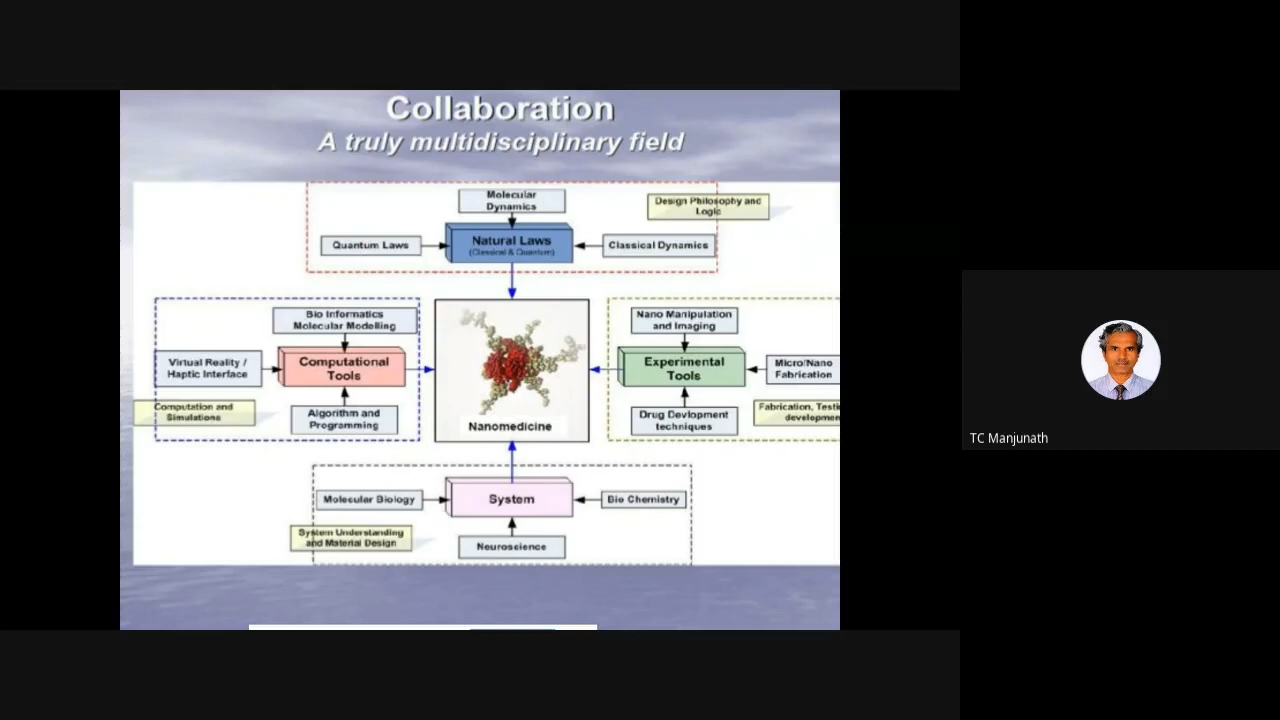 Collaboration
A truly multidisciplinary field
Molecular
Dynamics
Design Philosophy and
Logic
Quantum Laws
Natural Laws
(Classical & Quantum)
Classical Dynamics
Bio Informatics
Molecular Modelling
Nano Manipulation
and Imaging
Virtual Reality /
Haptic Interface
Computational
Tools
Experimental
Tools
Micro/Nano
Fabrication
Computation and
Simulations
Algorithm and
Programming
Nanomedicine
Drug Devlopment
techniques
Fabrication, Testi
developmen
Molecular Biology
System
Bio Chemistry
System Understanding
and Material Design
Neuroscience
TC Manjunath